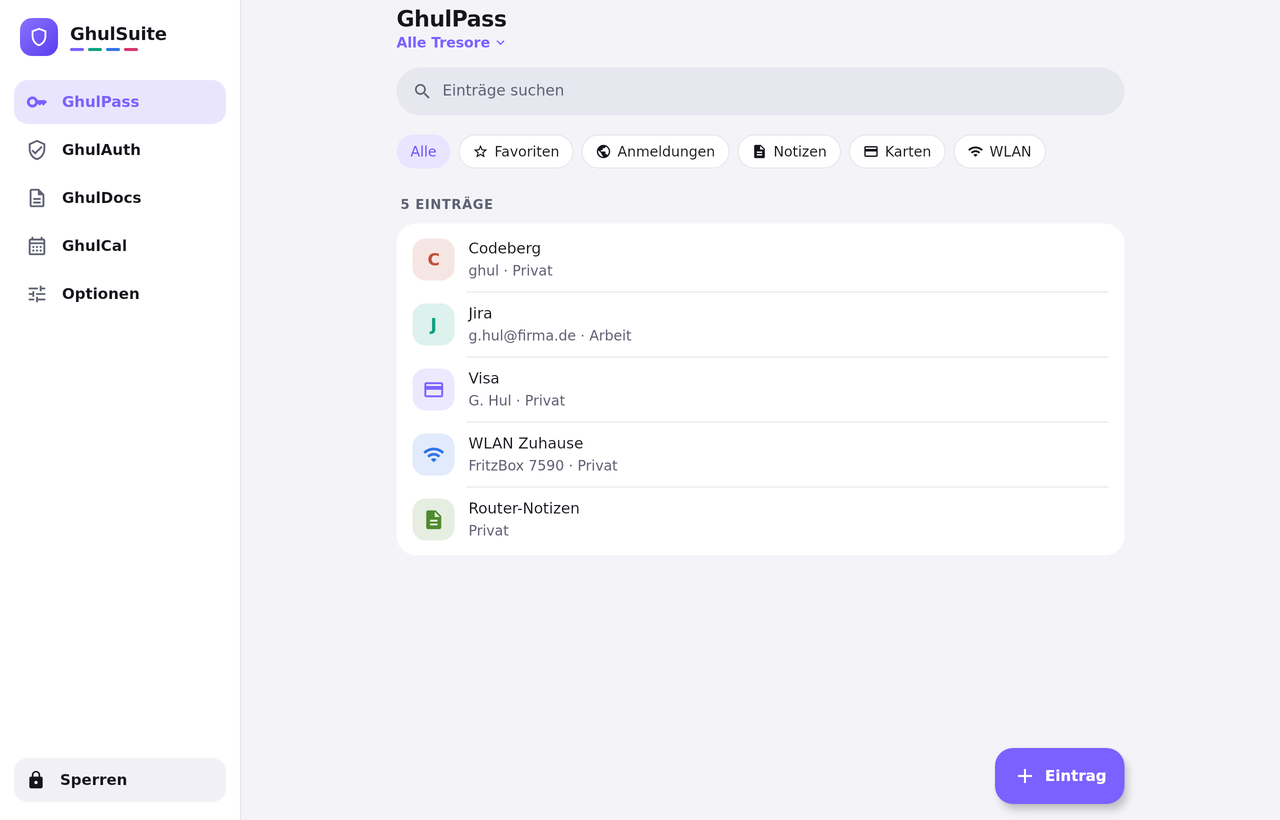 GhulSuite
GhulPass
GhulAuth
GhulDocs
GhulCal
Optionen
Sperren
GhulPass
Alle Tresore
Einträge suchen
Alle Favoriten Anmeldungen Notizen Karten WLAN
5 EINTRÄGE
C
Codeberg
ghul · Privat
J
Jira
g.hul@firma.de · Arbeit
Visa
G. Hul · Privat
WLAN Zuhause
FritzBox 7590 · Privat
Router-Notizen
Privat
Eintrag